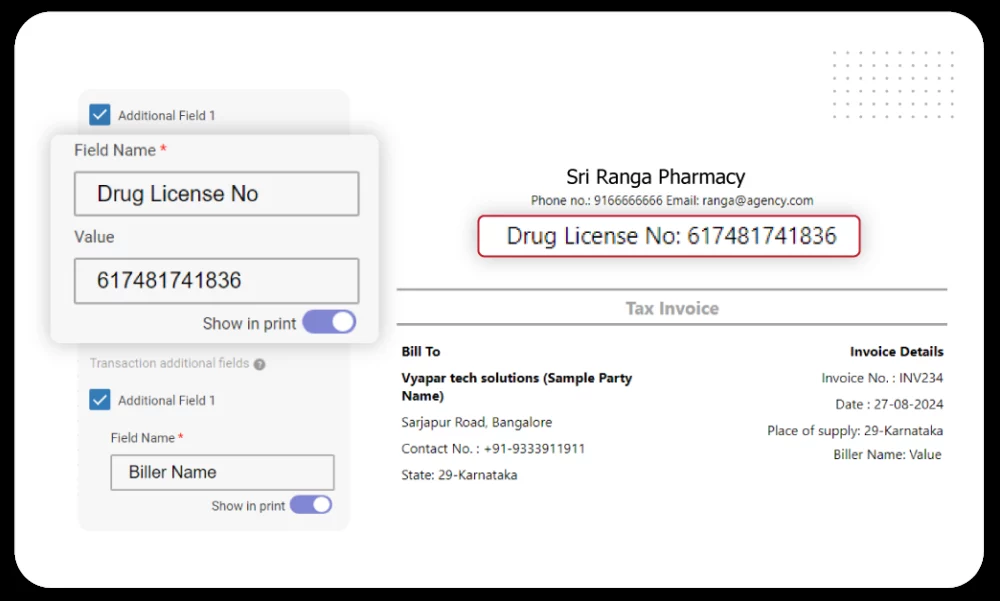 Additional Field 1
Field Name *
Drug License No
Value
617481741836
Show in print
Transaction additional fields ?
Additional Field 1
Field Name *
Biller Name
Show in print
Sri Ranga Pharmacy
Phone no.: 9166666666 Email: ranga@agency.com
Drug License No: 617481741836
Tax Invoice
Bill To
Vyapar tech solutions (Sample Party
Name)
Sarjapur Road, Bangalore
Contact No. : +91-9333911911
State: 29-Karnataka
Invoice Details
Invoice No. : INV234
Date : 27-08-2024
Place of supply: 29-Karnataka
Biller Name: Value